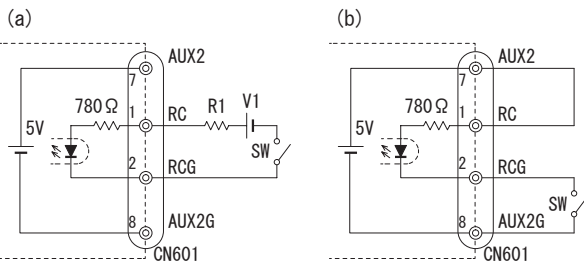 (a)
AUX2
7
780Ω
1
RC
R1
V1
5V
SW
2
RCG
8
AUX2G
CN601
(b)
AUX2
7
780Ω
1
RC
5V
2
RCG
SW
8
AUX2G
CN601